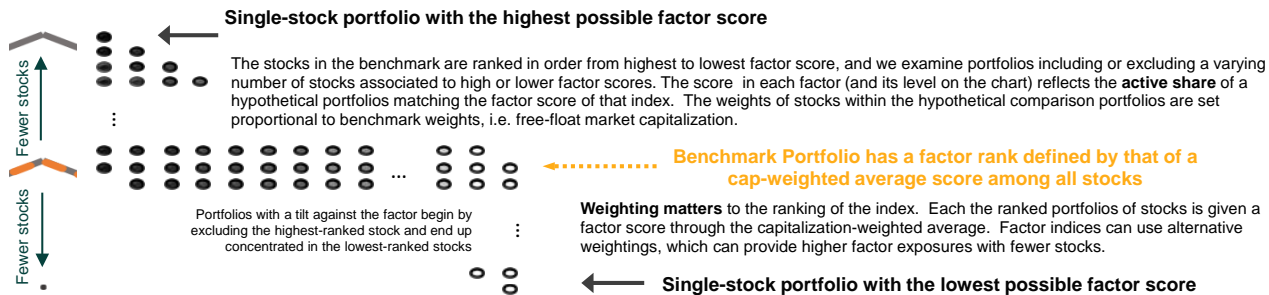 Single-stock portfolio with the highest possible factor score
Fewer stocks
The stocks in the benchmark are ranked in order from highest to lowest factor score, and we examine portfolios including or excluding a varying
number of stocks associated to high or lower factor scores. The score in each factor (and its level on the chart) reflects the active share of a
hypothetical portfolios matching the factor score of that index. The weights of stocks within the hypothetical comparison portfolios are set
proportional to benchmark weights, i.e. free-float market capitalization.
...
...
Benchmark Portfolio has a factor rank defined by that of a
cap-weighted average score among all stocks
Fewer stocks
Portfolios with a tilt against the factor begin by
excluding the highest-ranked stock and end up
concentrated in the lowest-ranked stocks
...
Weighting matters to the ranking of the index. Each the ranked portfolios of stocks is given a
factor score through the capitalization-weighted average. Factor indices can use alternative
weightings, which can provide higher factor exposures with fewer stocks.
Single-stock portfolio with the lowest possible factor score